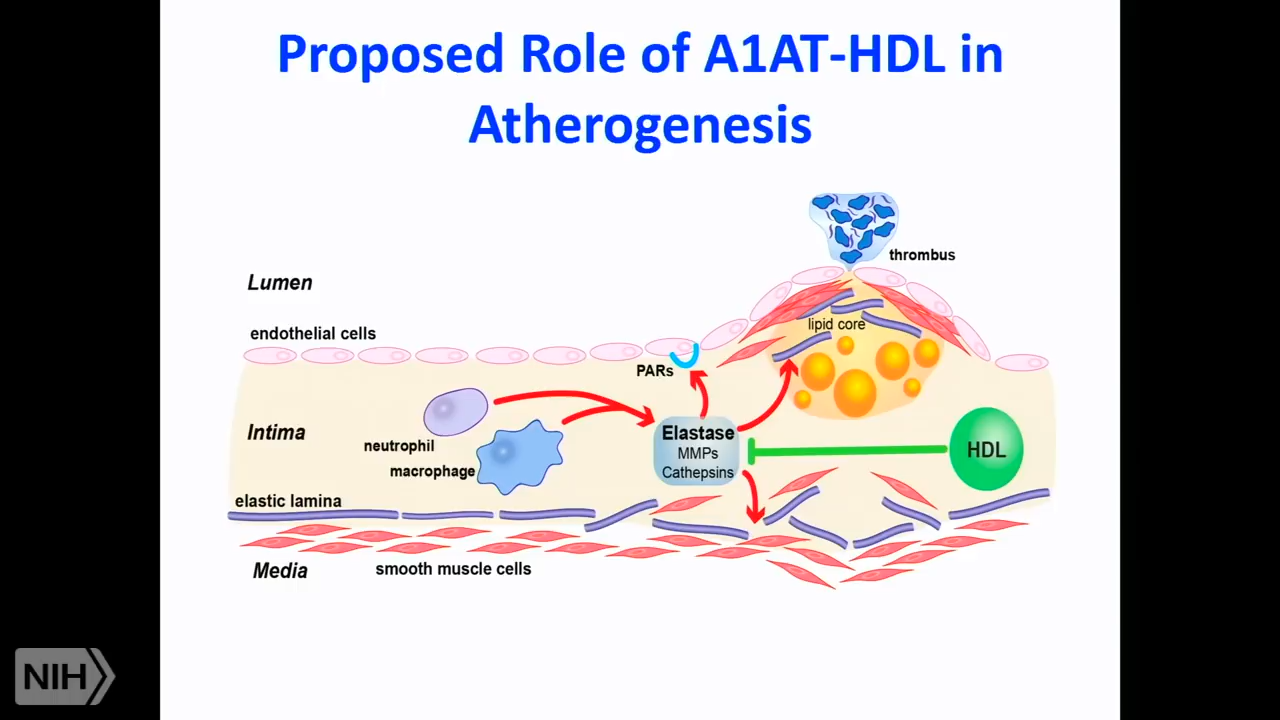 Proposed Role of A1AT-HDL in
Atherogenesis
thrombus
Lumen
endothelial cells
lipid core
PARs
Intima
neutrophil
macrophage
Elastase
MMPs
Cathepsins
HDL
elastic lamina
Media
smooth muscle cells
NIH